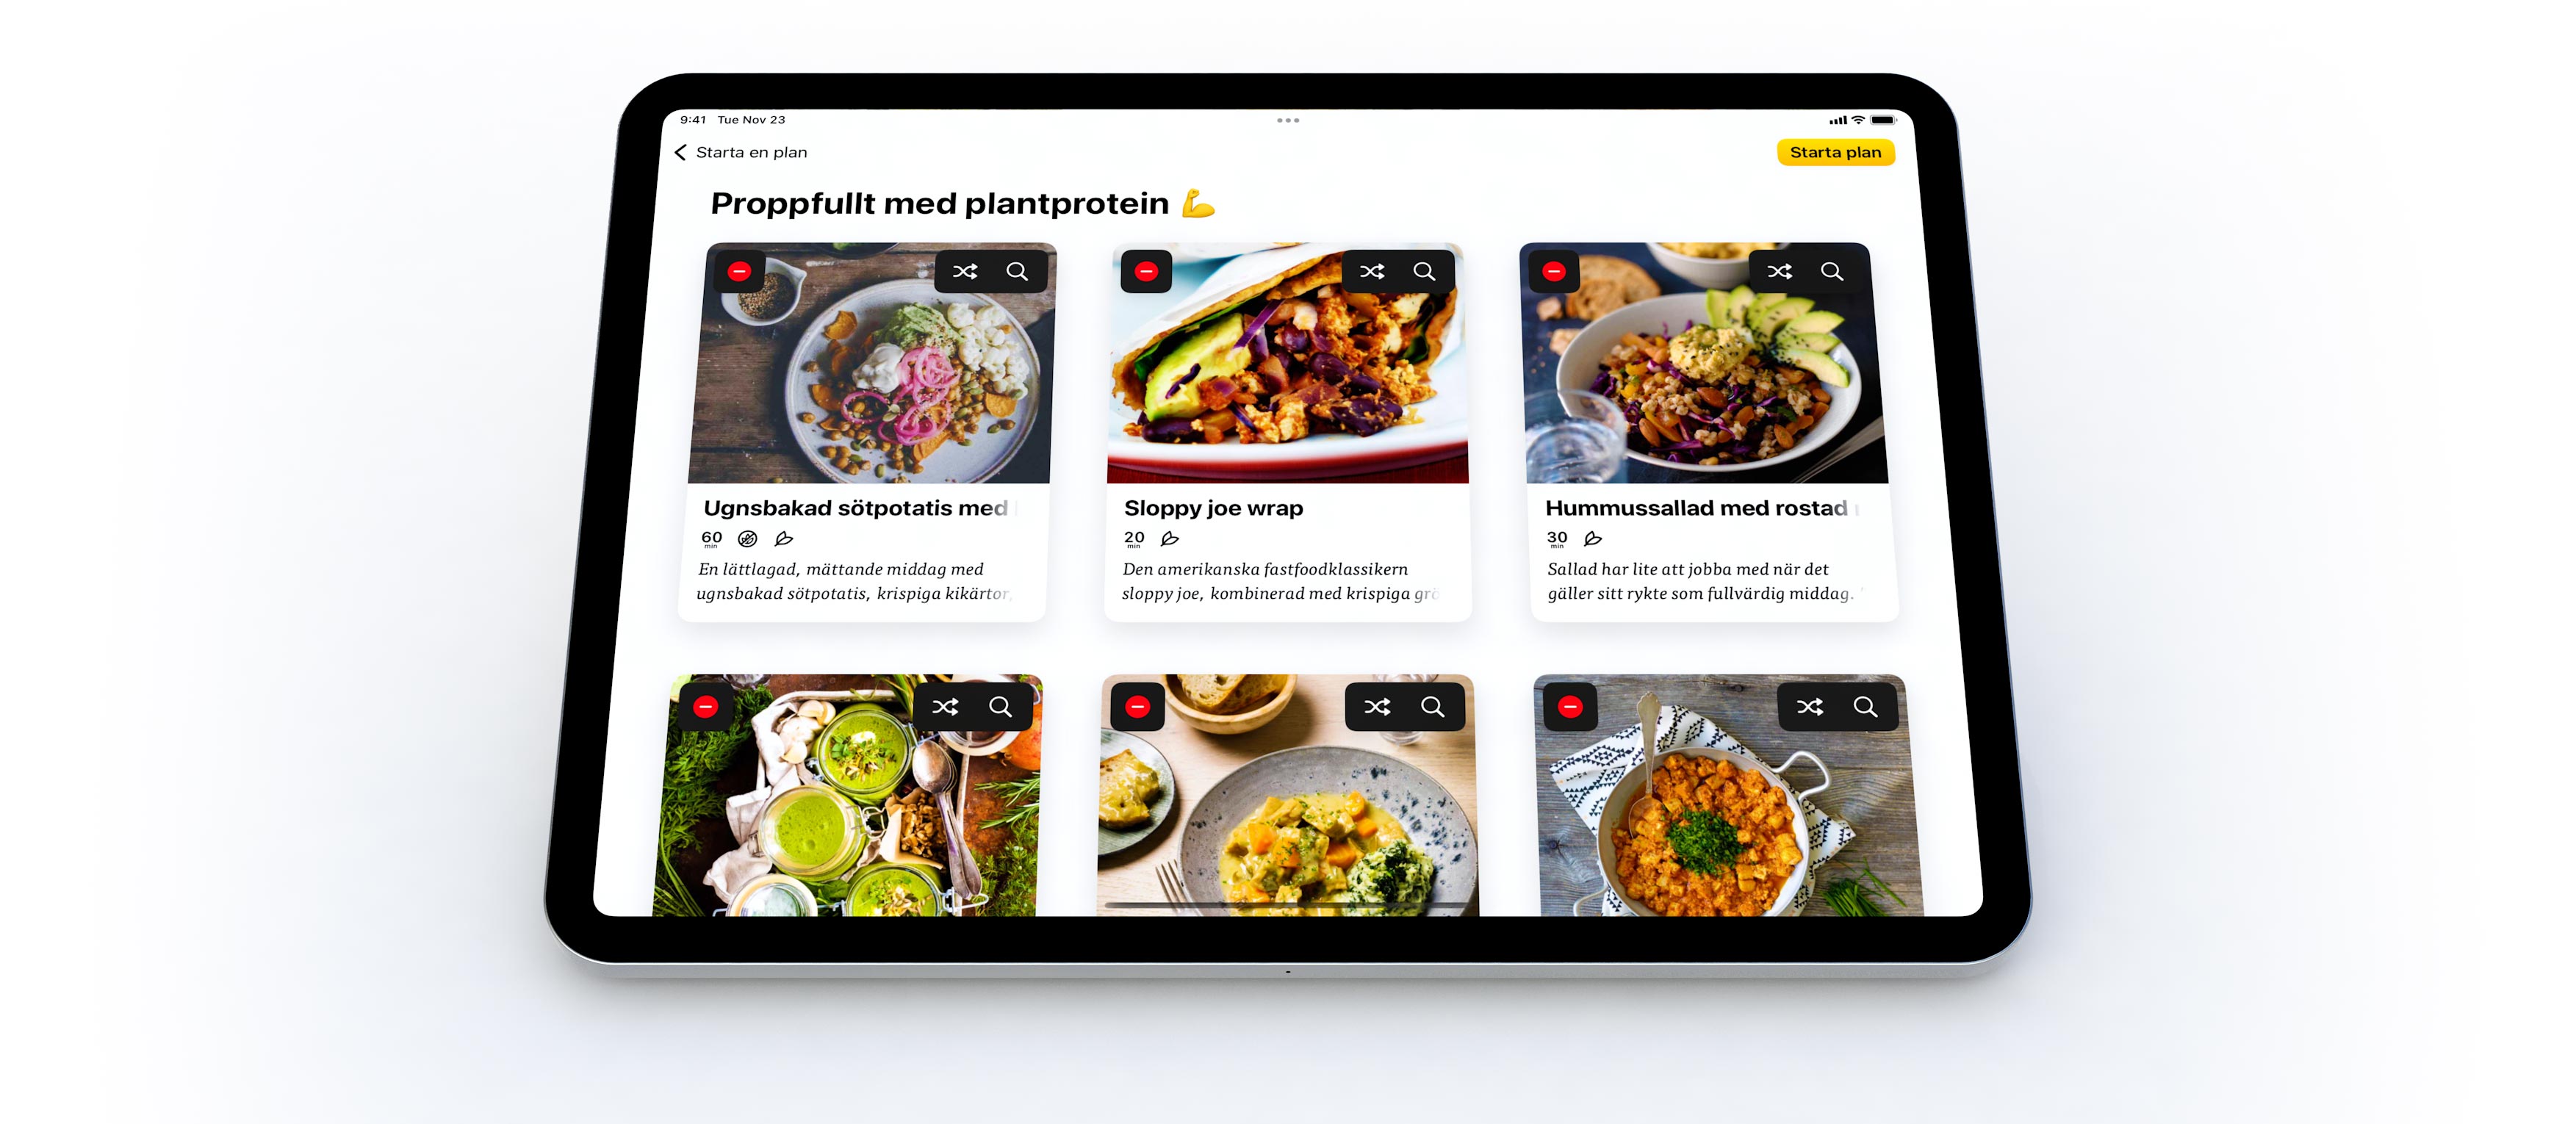 9:41 Tue Nov 23
Starta en plan
Starta plan
Proppfullt med plantprotein 💪
Ugnsbakad sötpotatis med
60
min
En lättlagad, mättande middag med
ugnsbakad sötpotatis, krispiga kikärtor,
Sloppy joe wrap
20
min
Den amerikanska fastfoodklassikern
sloppy joe, kombinerad med krispiga grö
Hummussallad med rostad
30
min
Sallad har lite att jobba med när det
gäller sitt rykte som fullvärdig middag.